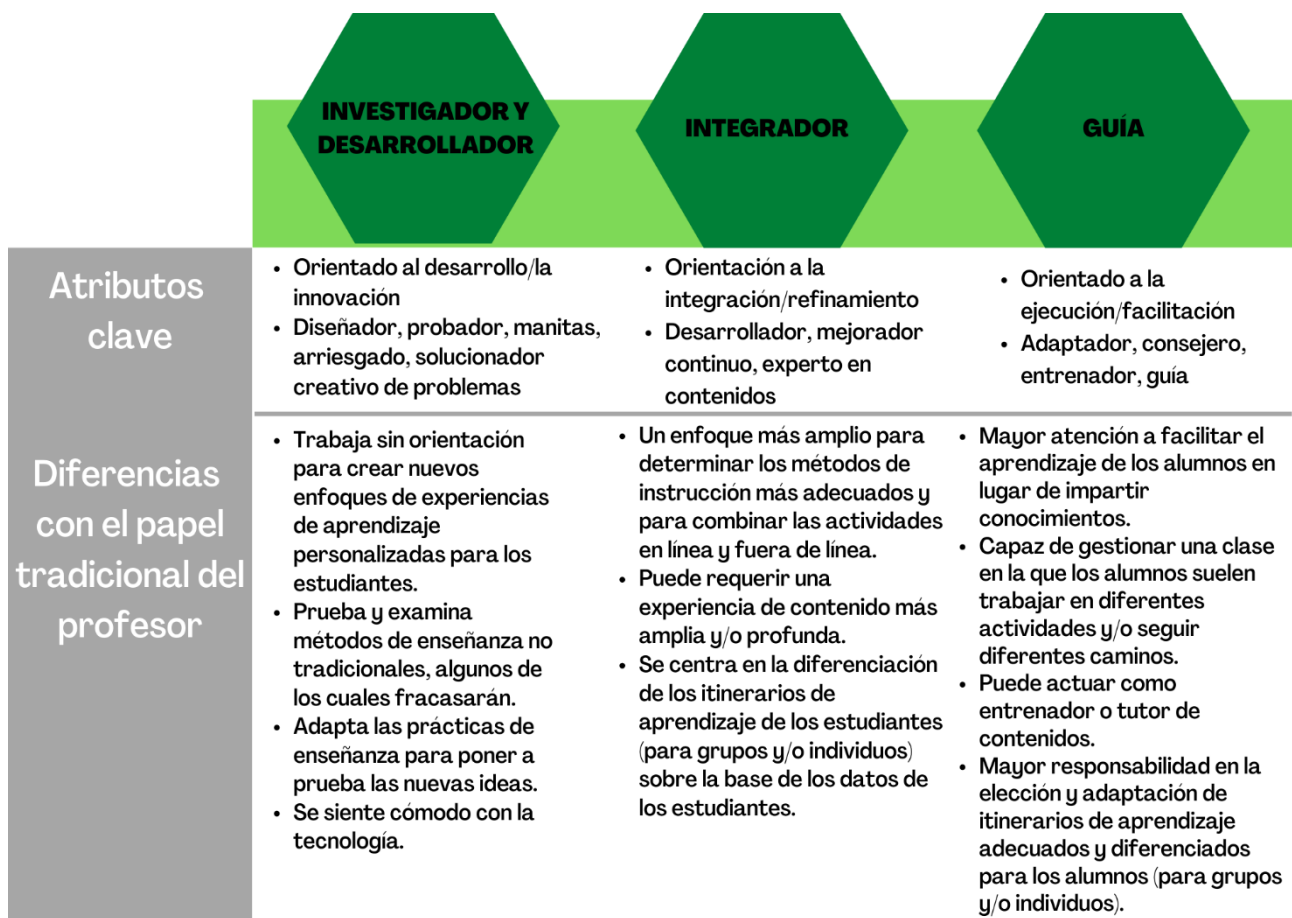 INVESTIGADOR Y
DESARROLLADOR
INTEGRADOR
GUÍA
Atributos
clave
• Orientado al desarrollo/la
innovación
• Diseñador, probador, manitas,
arriesgado, solucionador
creativo de problemas
• Orientación a la
integración/refinamiento
• Desarrollador, mejorador
continuo, experto en
contenidos
• Orientado a la
ejecución/facilitación
• Adaptador, consejero,
entrenador, guía
Diferencias
con el papel
tradicional del
profesor
• Trabaja sin orientación
para crear nuevos
enfoques de experiencias
de aprendizaje
personalizadas para los
estudiantes.
• Prueba y examina
métodos de enseñanza no
tradicionales, algunos de
los cuales fracasarán.
• Adapta las prácticas de
enseñanza para poner a
prueba las nuevas ideas.
• Se siente cómodo con la
tecnología.
• Un enfoque más amplio para
determinar los métodos de
instrucción más adecuados y
para combinar las actividades
en línea y fuera de línea.
• Puede requerir una
experiencia de contenido más
amplia y/o profunda.
• Se centra en la diferenciación
de los itinerarios de
aprendizaje de los estudiantes
(para grupos y/o individuos)
sobre la base de los datos de
los estudiantes.
• Mayor atención a facilitar el
aprendizaje de los alumnos en
lugar de impartir
conocimientos.
• Capaz de gestionar una clase
en la que los alumnos suelen
trabajar en diferentes
actividades y/o seguir
diferentes caminos.
• Puede actuar como
entrenador o tutor de
contenidos.
• Mayor responsabilidad en la
elección y adaptación de
itinerarios de aprendizaje
adecuados y diferenciados
para los alumnos (para grupos
y/o individuos).